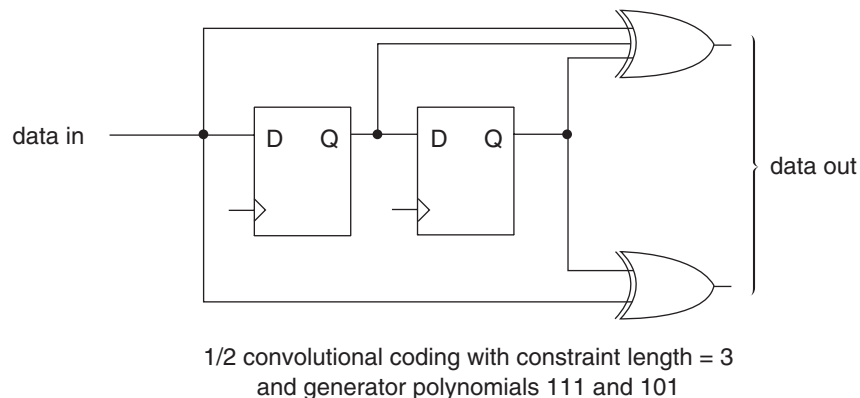 data in
D Q
D Q
data out
1/2 convolutional coding with constraint length = 3
and generator polynomials 111 and 101